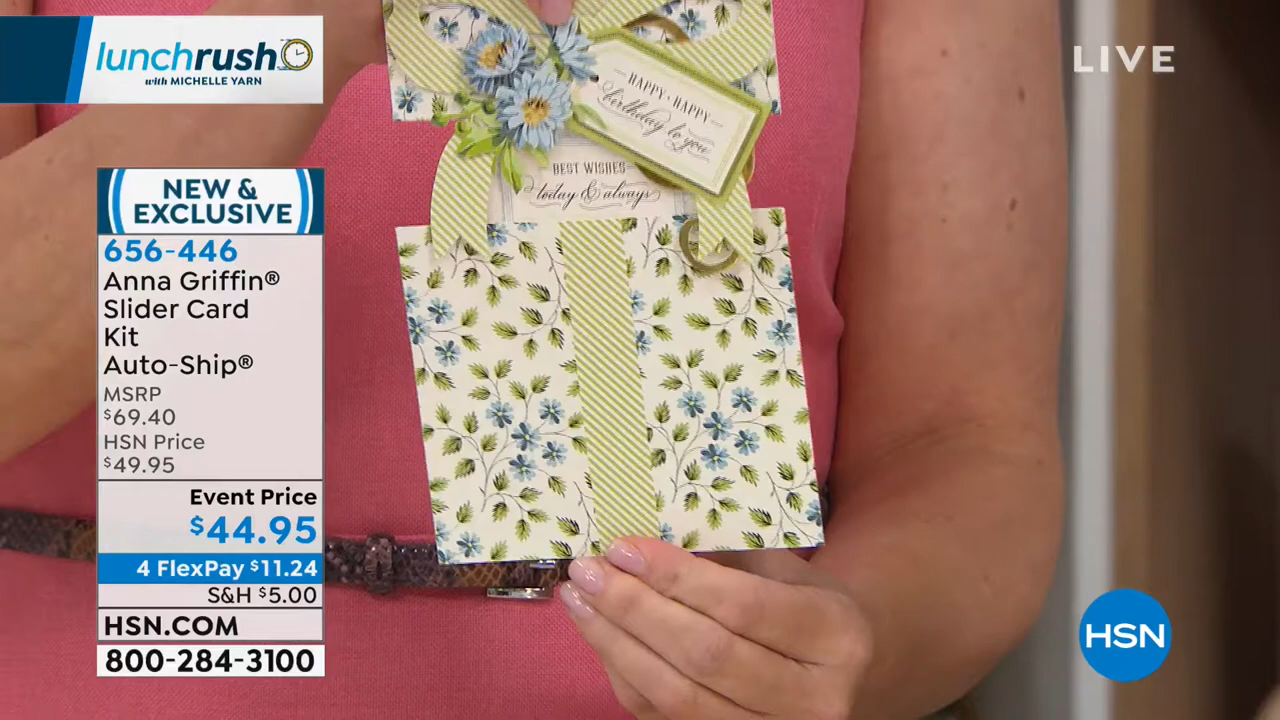 lunchrush
with MICHELLE YARN
LIVE
HAPPY HAPPY
birthday to you
BEST WISHES
today & always
NEW &
EXCLUSIVE
656-446
Anna Griffin®
Slider Card
Kit
Auto-Ship®
MSRP
$69.40
HSN Price
$49.95
Event Price
$44.95
4 FlexPay $11.24
S&H $5.00
HSN.COM
800-284-3100
HSN